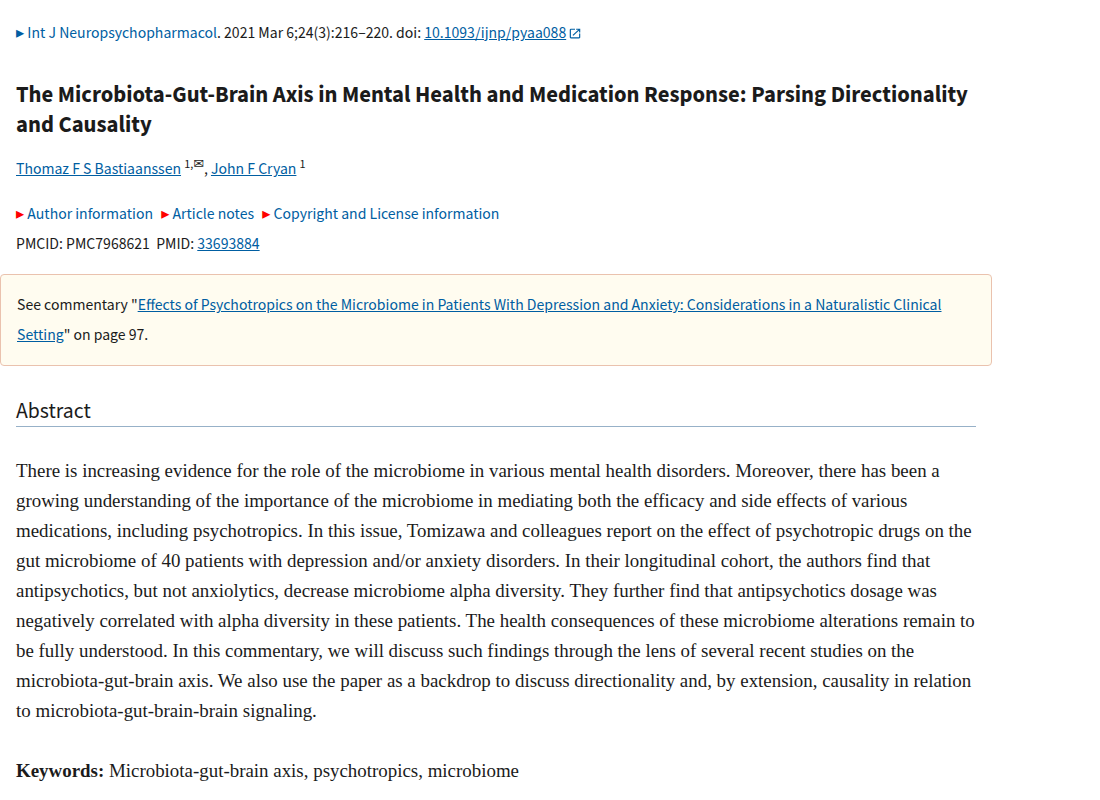 ▸ Int J Neuropsychopharmacol. 2021 Mar 6;24(3):216–220. doi: 10.1093/ijnp/pyaa088
The Microbiota-Gut-Brain Axis in Mental Health and Medication Response: Parsing Directionality
and Causality
Thomaz F S Bastiaanssen 1,✉, John F Cryan 1
▸ Author information ▸ Article notes ▸ Copyright and License information
PMCID: PMC7968621 PMID: 33693884
See commentary "Effects of Psychotropics on the Microbiome in Patients With Depression and Anxiety: Considerations in a Naturalistic Clinical
Setting" on page 97.
Abstract
There is increasing evidence for the role of the microbiome in various mental health disorders. Moreover, there has been a
growing understanding of the importance of the microbiome in mediating both the efficacy and side effects of various
medications, including psychotropics. In this issue, Tomizawa and colleagues report on the effect of psychotropic drugs on the
gut microbiome of 40 patients with depression and/or anxiety disorders. In their longitudinal cohort, the authors find that
antipsychotics, but not anxiolytics, decrease microbiome alpha diversity. They further find that antipsychotics dosage was
negatively correlated with alpha diversity in these patients. The health consequences of these microbiome alterations remain to
be fully understood. In this commentary, we will discuss such findings through the lens of several recent studies on the
microbiota-gut-brain axis. We also use the paper as a backdrop to discuss directionality and, by extension, causality in relation
to microbiota-gut-brain-brain signaling.
Keywords: Microbiota-gut-brain axis, psychotropics, microbiome